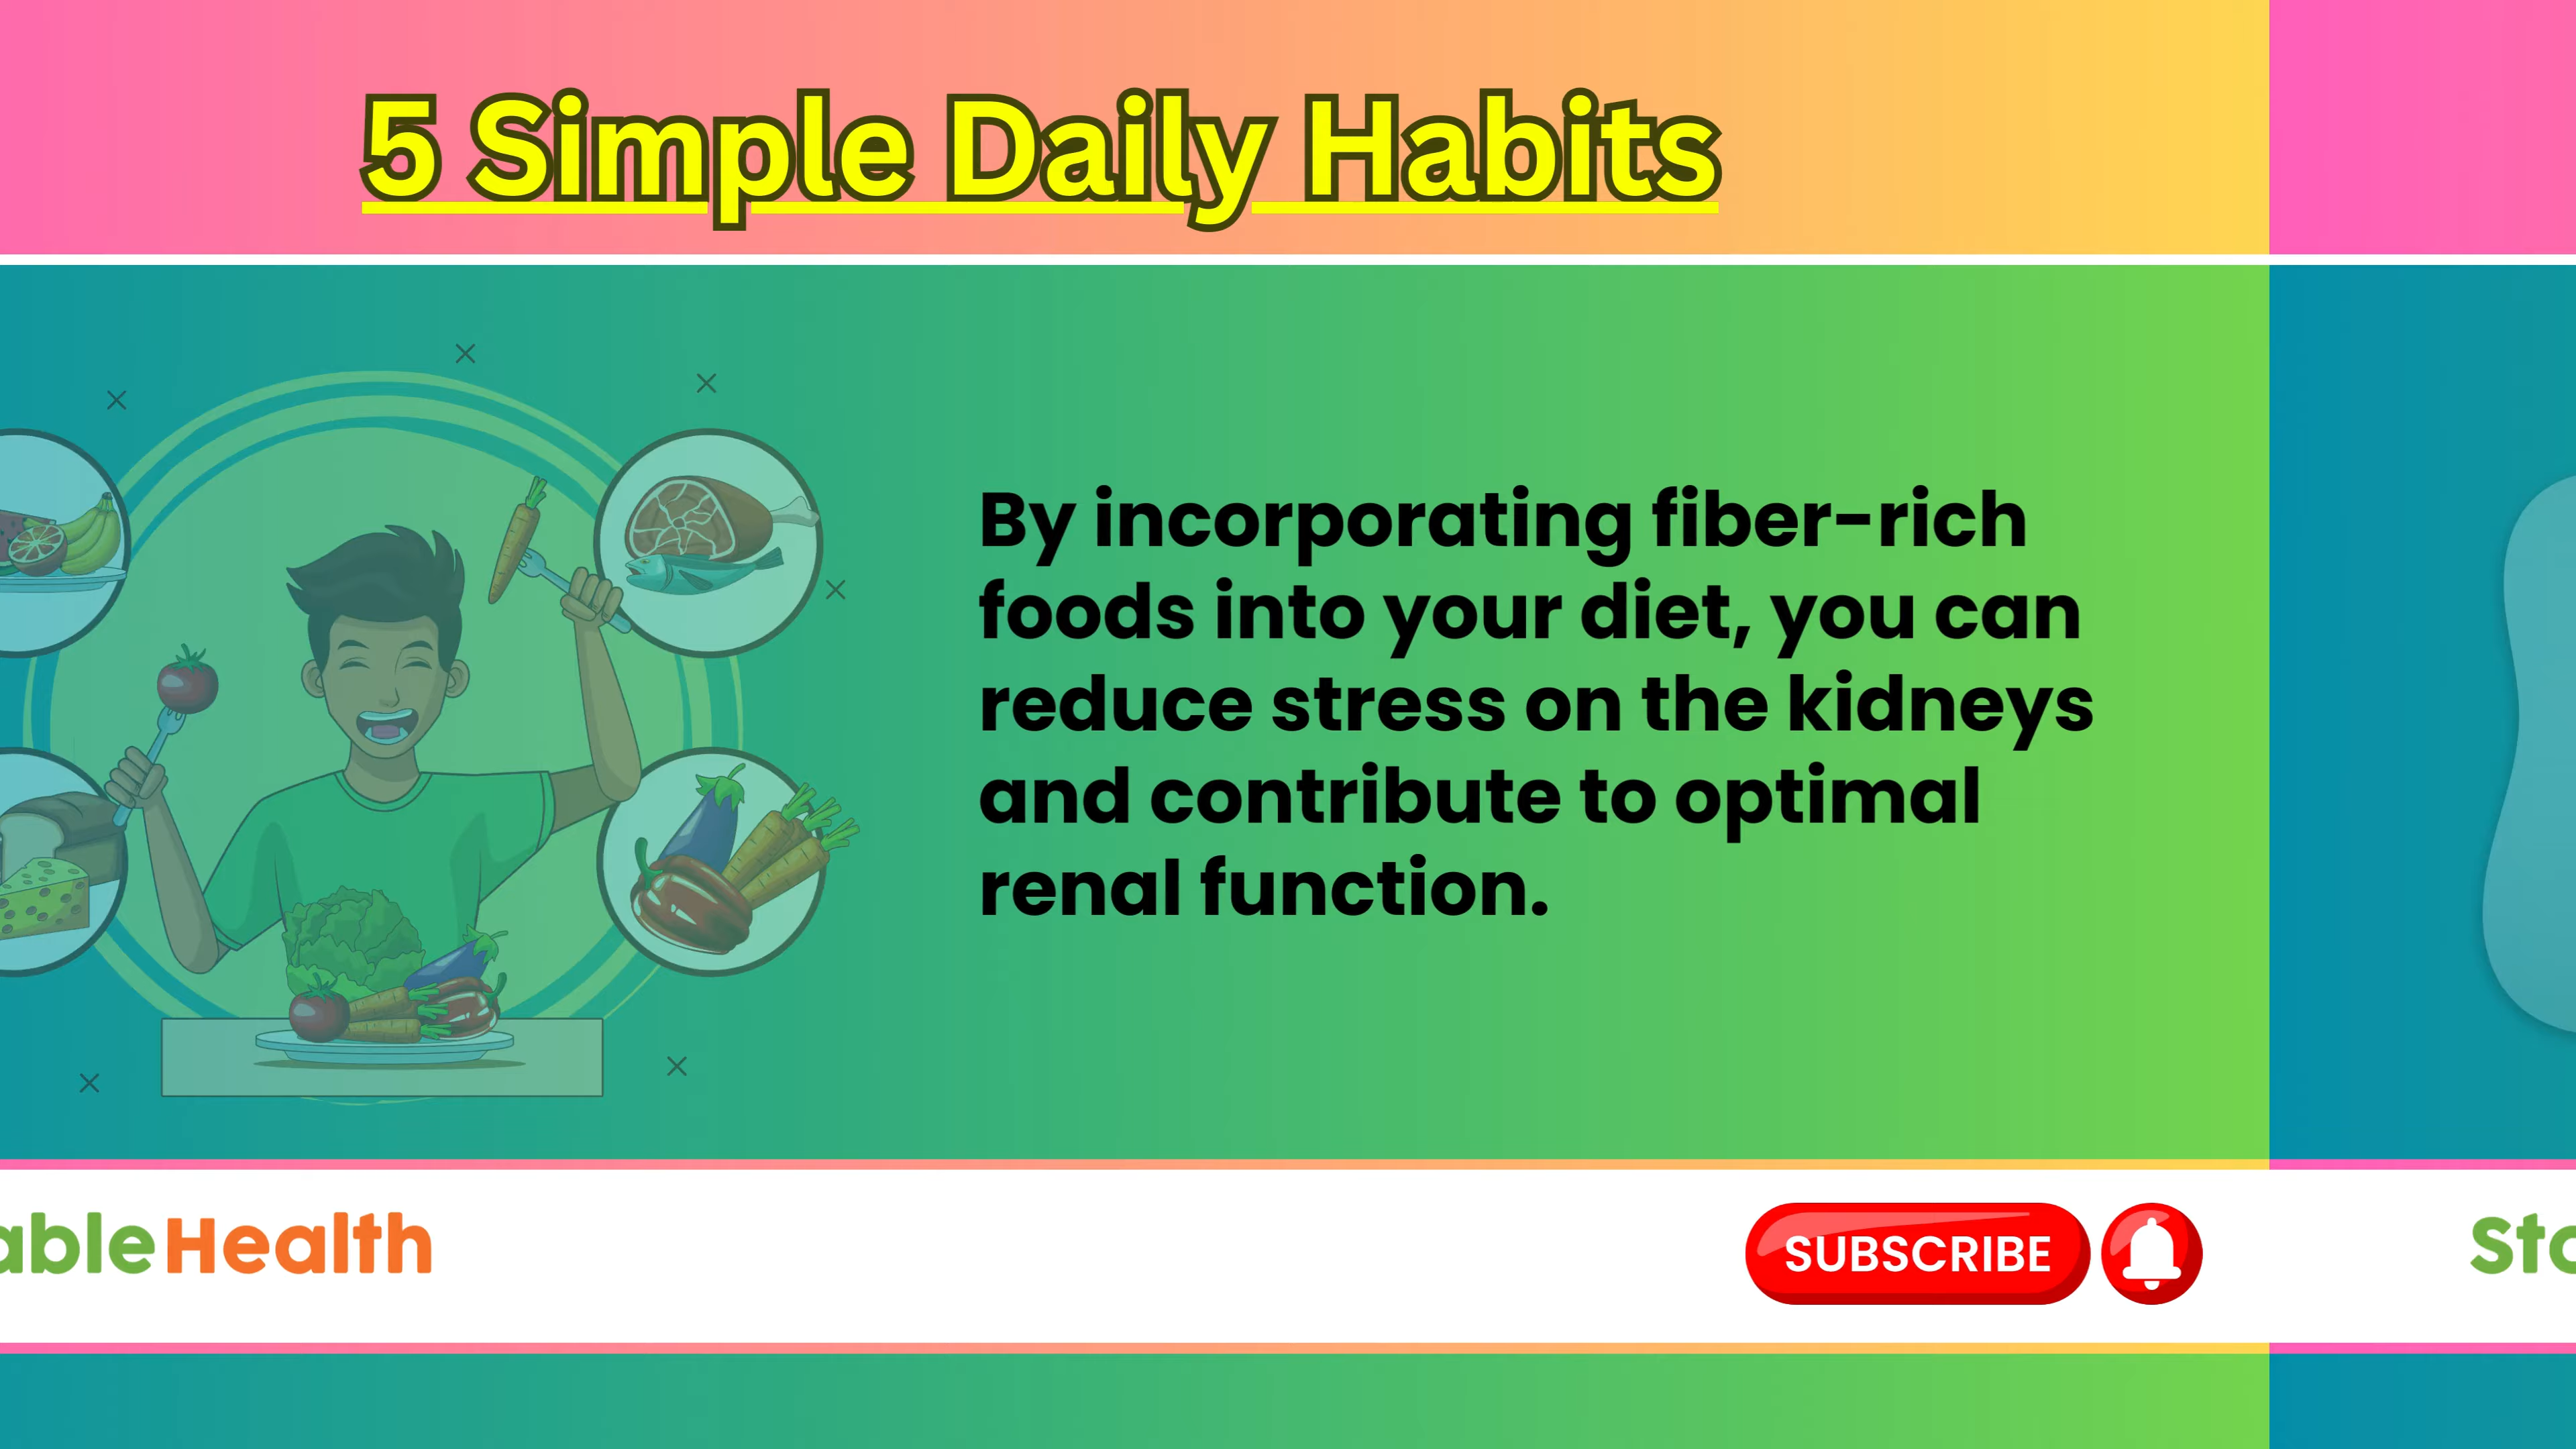 5 Simple Daily Habits
By incorporating fiber-rich
foods into your diet, you can
reduce stress on the kidneys
and contribute to optimal
renal function.
ableHealth
SUBSCRIBE